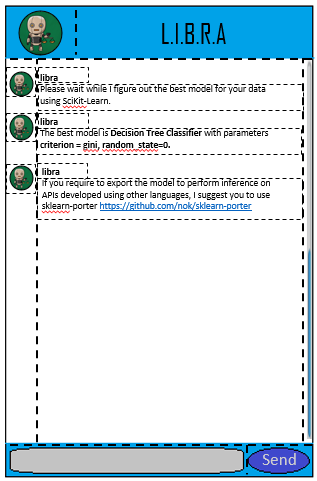 L.I.B.R.A
libra
Please wait while I figure out the best model for your data
using SciKit-Learn.
libra
The best model is Decision Tree Classifier with parameters
criterion = gini, random_state=0.
libra
If you require to export the model to perform inference on
APIs developed using other languages, I suggest you to use
sklearn-porter https://github.com/nok/sklearn-porter
Send